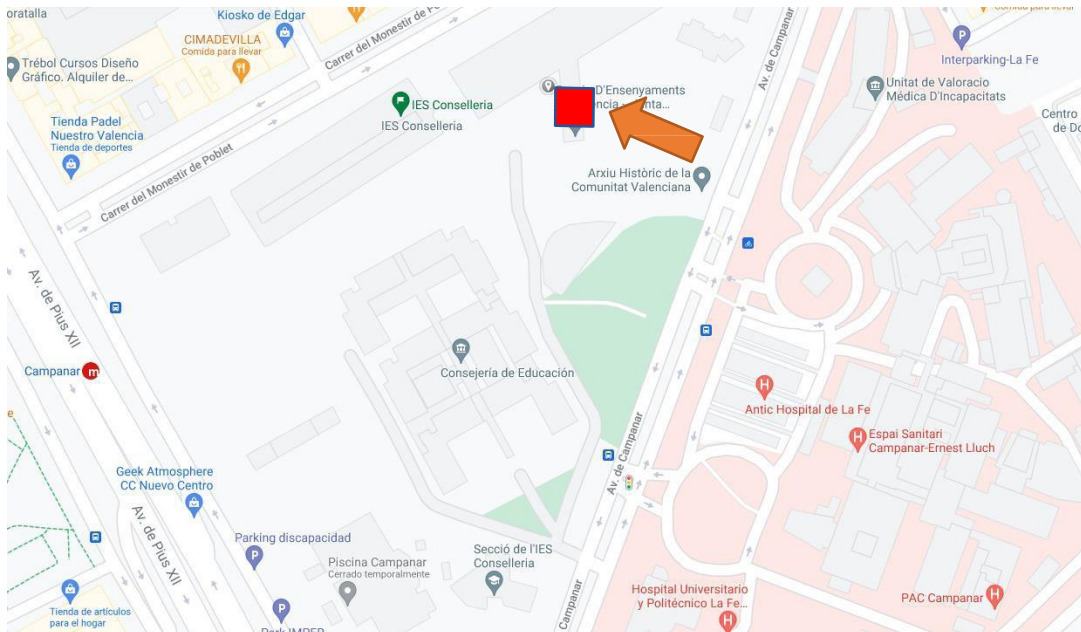 oratalla
Kiosko de Edgar
CIMADEVILLA
Comida para llevar
Trébol Cursos Diseño
Gráfico. Alquiler de...
Carrer del Monestir de Poblet
IES Conselleria
IES Conselleria
D'Ensenyaments
Av. de Campanar
Interparking-La Fe
Unitat de Valoracio
Médica D'Incapacitats
Centro
de Do
Tienda Padel
Nuestro Valencia
Tienda de deportes
Carrer del Monestir de Poblet
Arxiu Històric de la
Comunitat Valenciana
Av. de Pius XII
Campanar
m
Consejería de Educación
Antic Hospital de La Fe
H
Espai Sanitari
Campanar-Ernest Lluch
H
Av. de Campanar
Geek Atmosphere
CC Nuevo Centro
Av. de Pius XII
Parking discapacidad
P
Piscina Campanar
Cerrado temporalmente
Secció de l'IES
Conselleria
Hospital Universitario
y Politécnico La Fe...
H
PAC Campanar
H
Tienda de artículos
para el hogar
P
Campanar
P